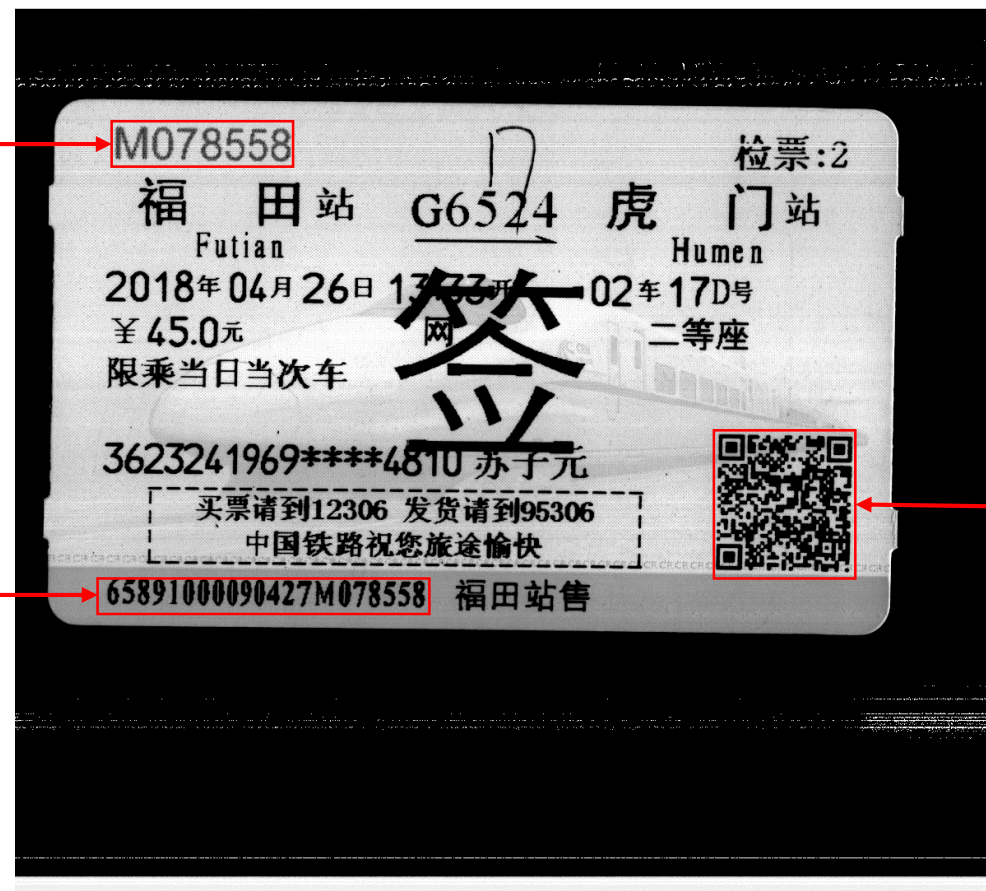 M078558 检票:2
福田站 G6524 虎门站
Futian Humen
2018年04月26日 13:33开 02车17D号
￥45.0元 网 二等座
签
限乘当日当次车
3623241969****4810 苏子元
买票请到12306 发货请到95306
中国铁路祝您旅途愉快
65891000090427M078558 福田站售